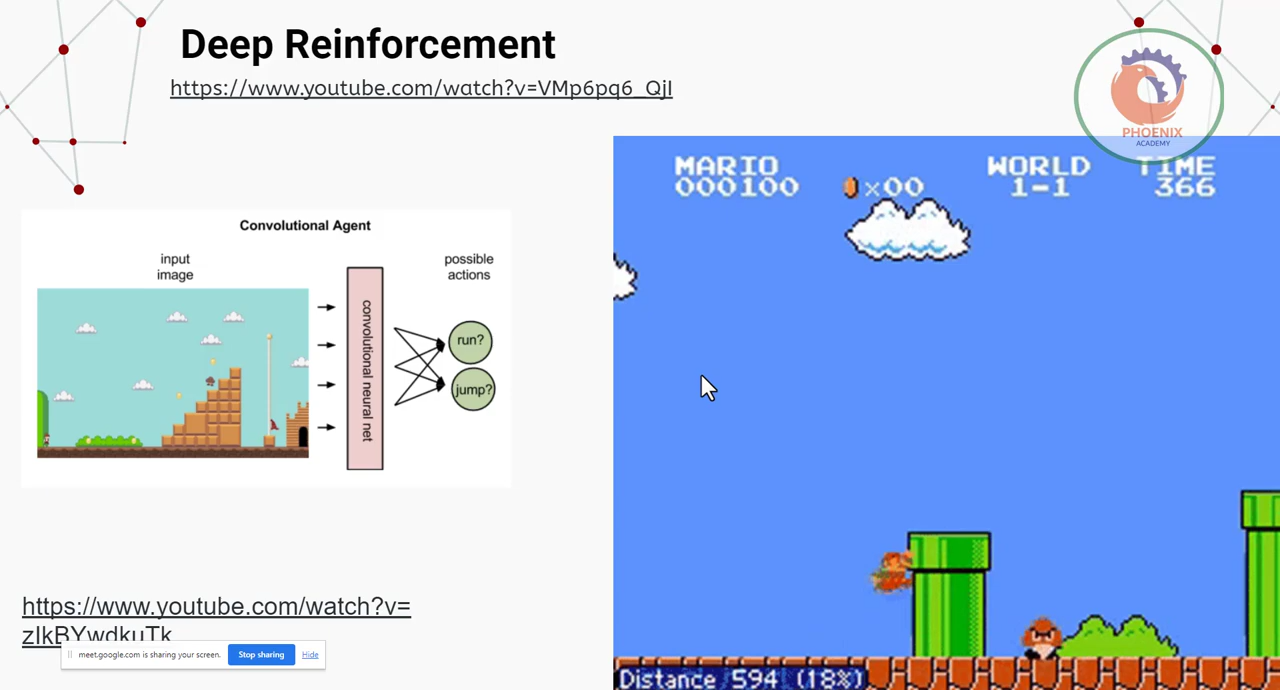 Deep Reinforcement
https://www.youtube.com/watch?v=VMp6pq6_QjI
PHOENIX
ACADEMY
MARIO
000100
×00
WORLD
1-1
TIME
366
Convolutional Agent
input
image
possible
actions
convolutional neural net
run?
jump?
https://www.youtube.com/watch?v=
zIkBYwdkuTk
meet.google.com is sharing your screen.
Stop sharing
Hide
Distance 594 (18%)